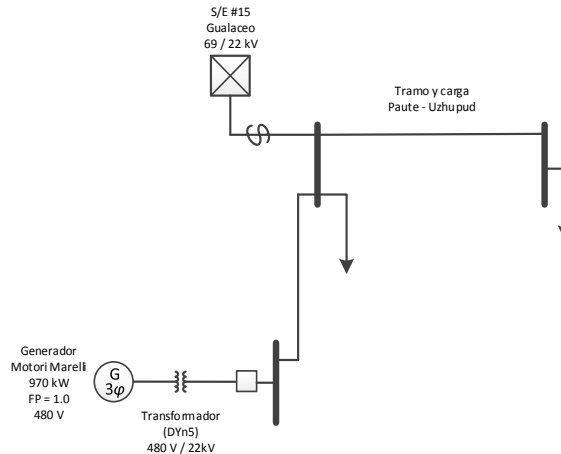 S/E #15
Gualaceo
69 / 22 kV
Tramo y carga
Paute - Uzhupud
Generador
Motori Marelli
970 kW
FP = 1.0
480 V
G
3φ
Transformador
(DYn5)
480 V / 22kV